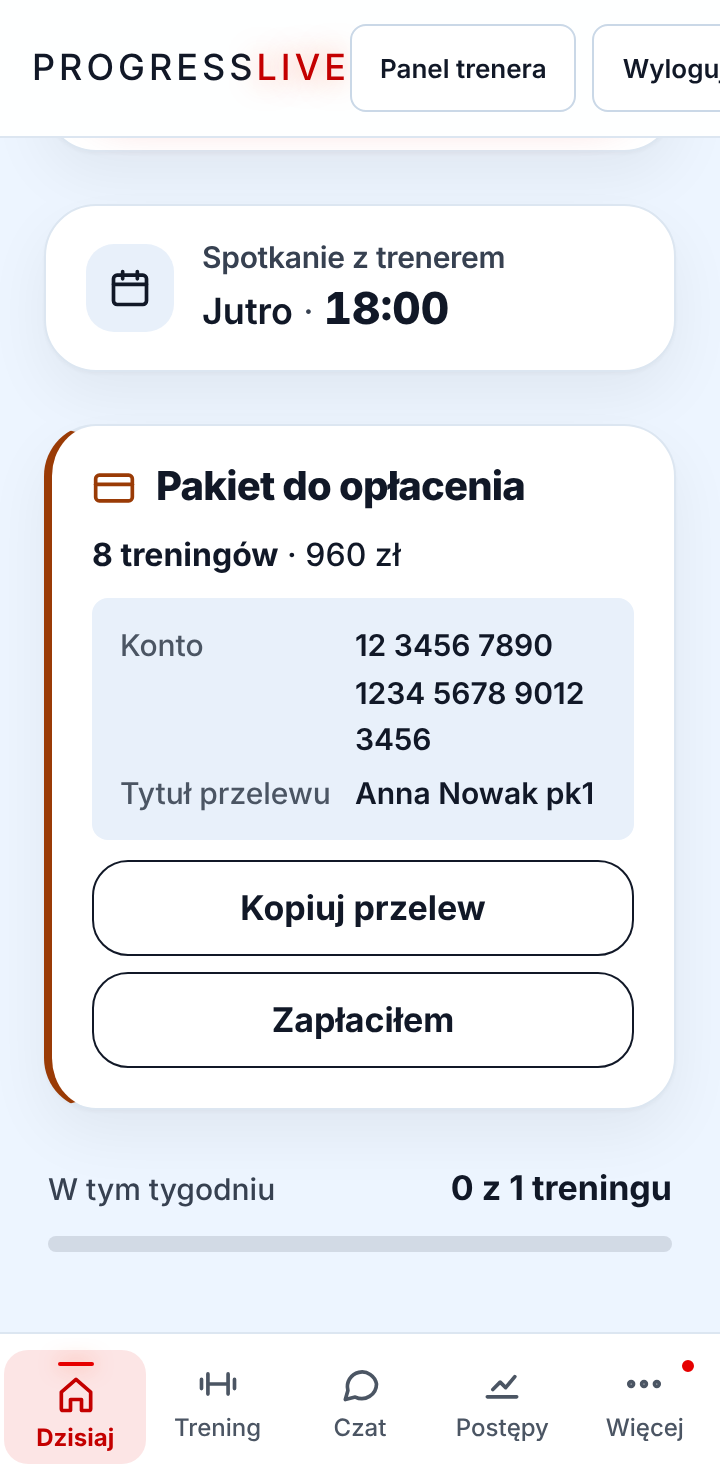 PROGRESSLIVE
Panel trenera
Wyloguj
Spotkanie z trenerem
Jutro · 18:00
Pakiet do opłacenia
8 treningów · 960 zł
Konto 12 3456 7890
1234 5678 9012
3456
Tytuł przelewu Anna Nowak pk1
Kopiuj przelew
Zapłaciłem
W tym tygodniu 0 z 1 treningu
Dzisiaj
Trening
Czat
Postępy
Więcej